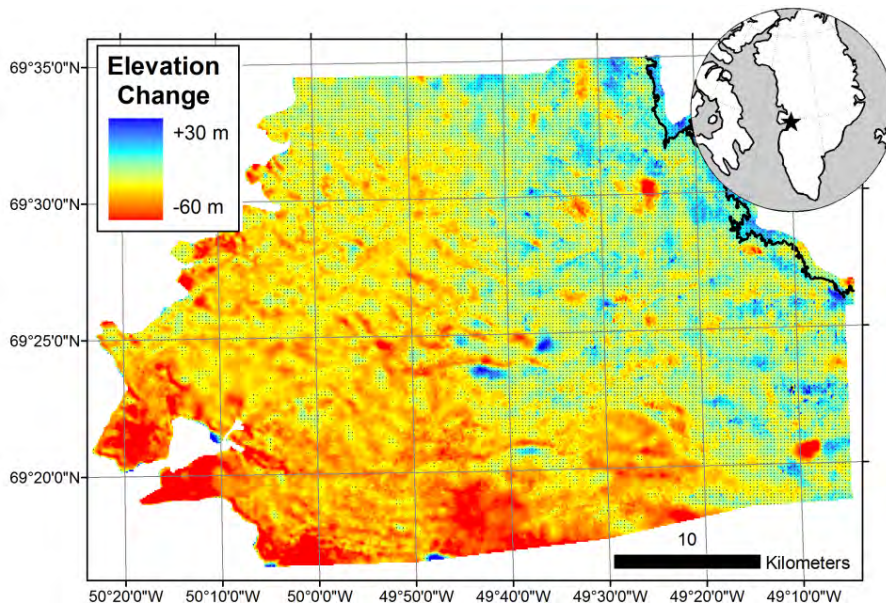 Elevation
Change
+30 m
-60 m
69°35'0"N
69°30'0"N
69°25'0"N
69°20'0"N
10
Kilometers
50°20'0"W
50°10'0"W
50°0'0"W
49°50'0"W
49°40'0"W
49°30'0"W
49°20'0"W
49°10'0"W